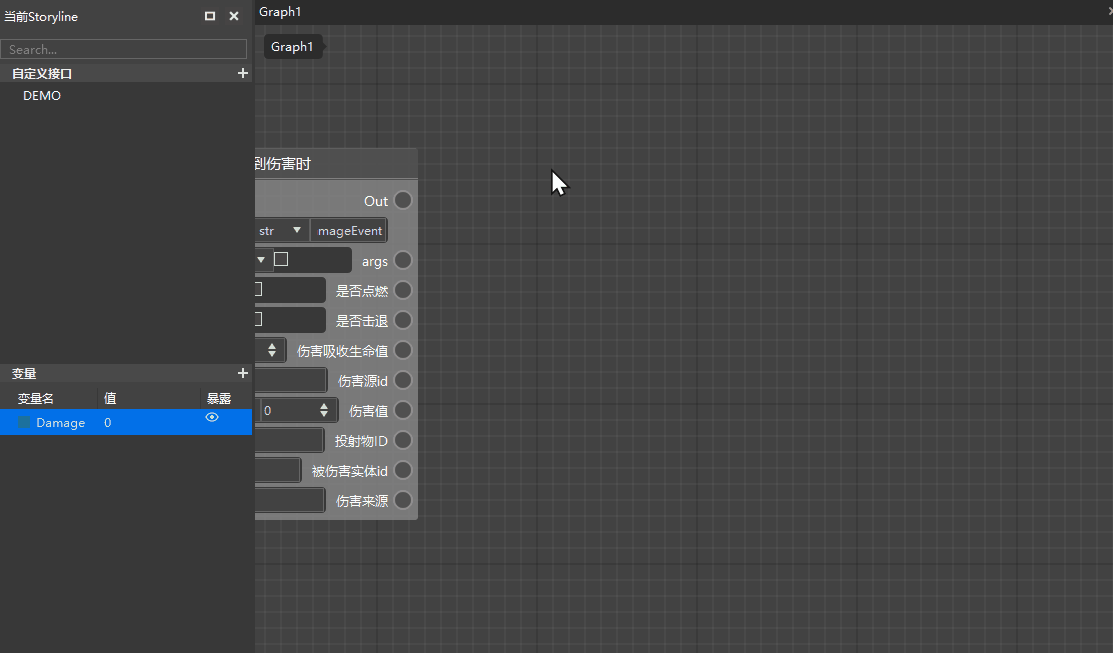 当前Storyline
Search...
自定义接口
DEMO
变量
变量名 值 暴露
Damage 0
Graph1
Graph1
到伤害时
Out
str mageEvent
args
是否点燃
是否击退
伤害吸收生命值
伤害源id
0 伤害值
投射物ID
被伤害实体id
伤害来源